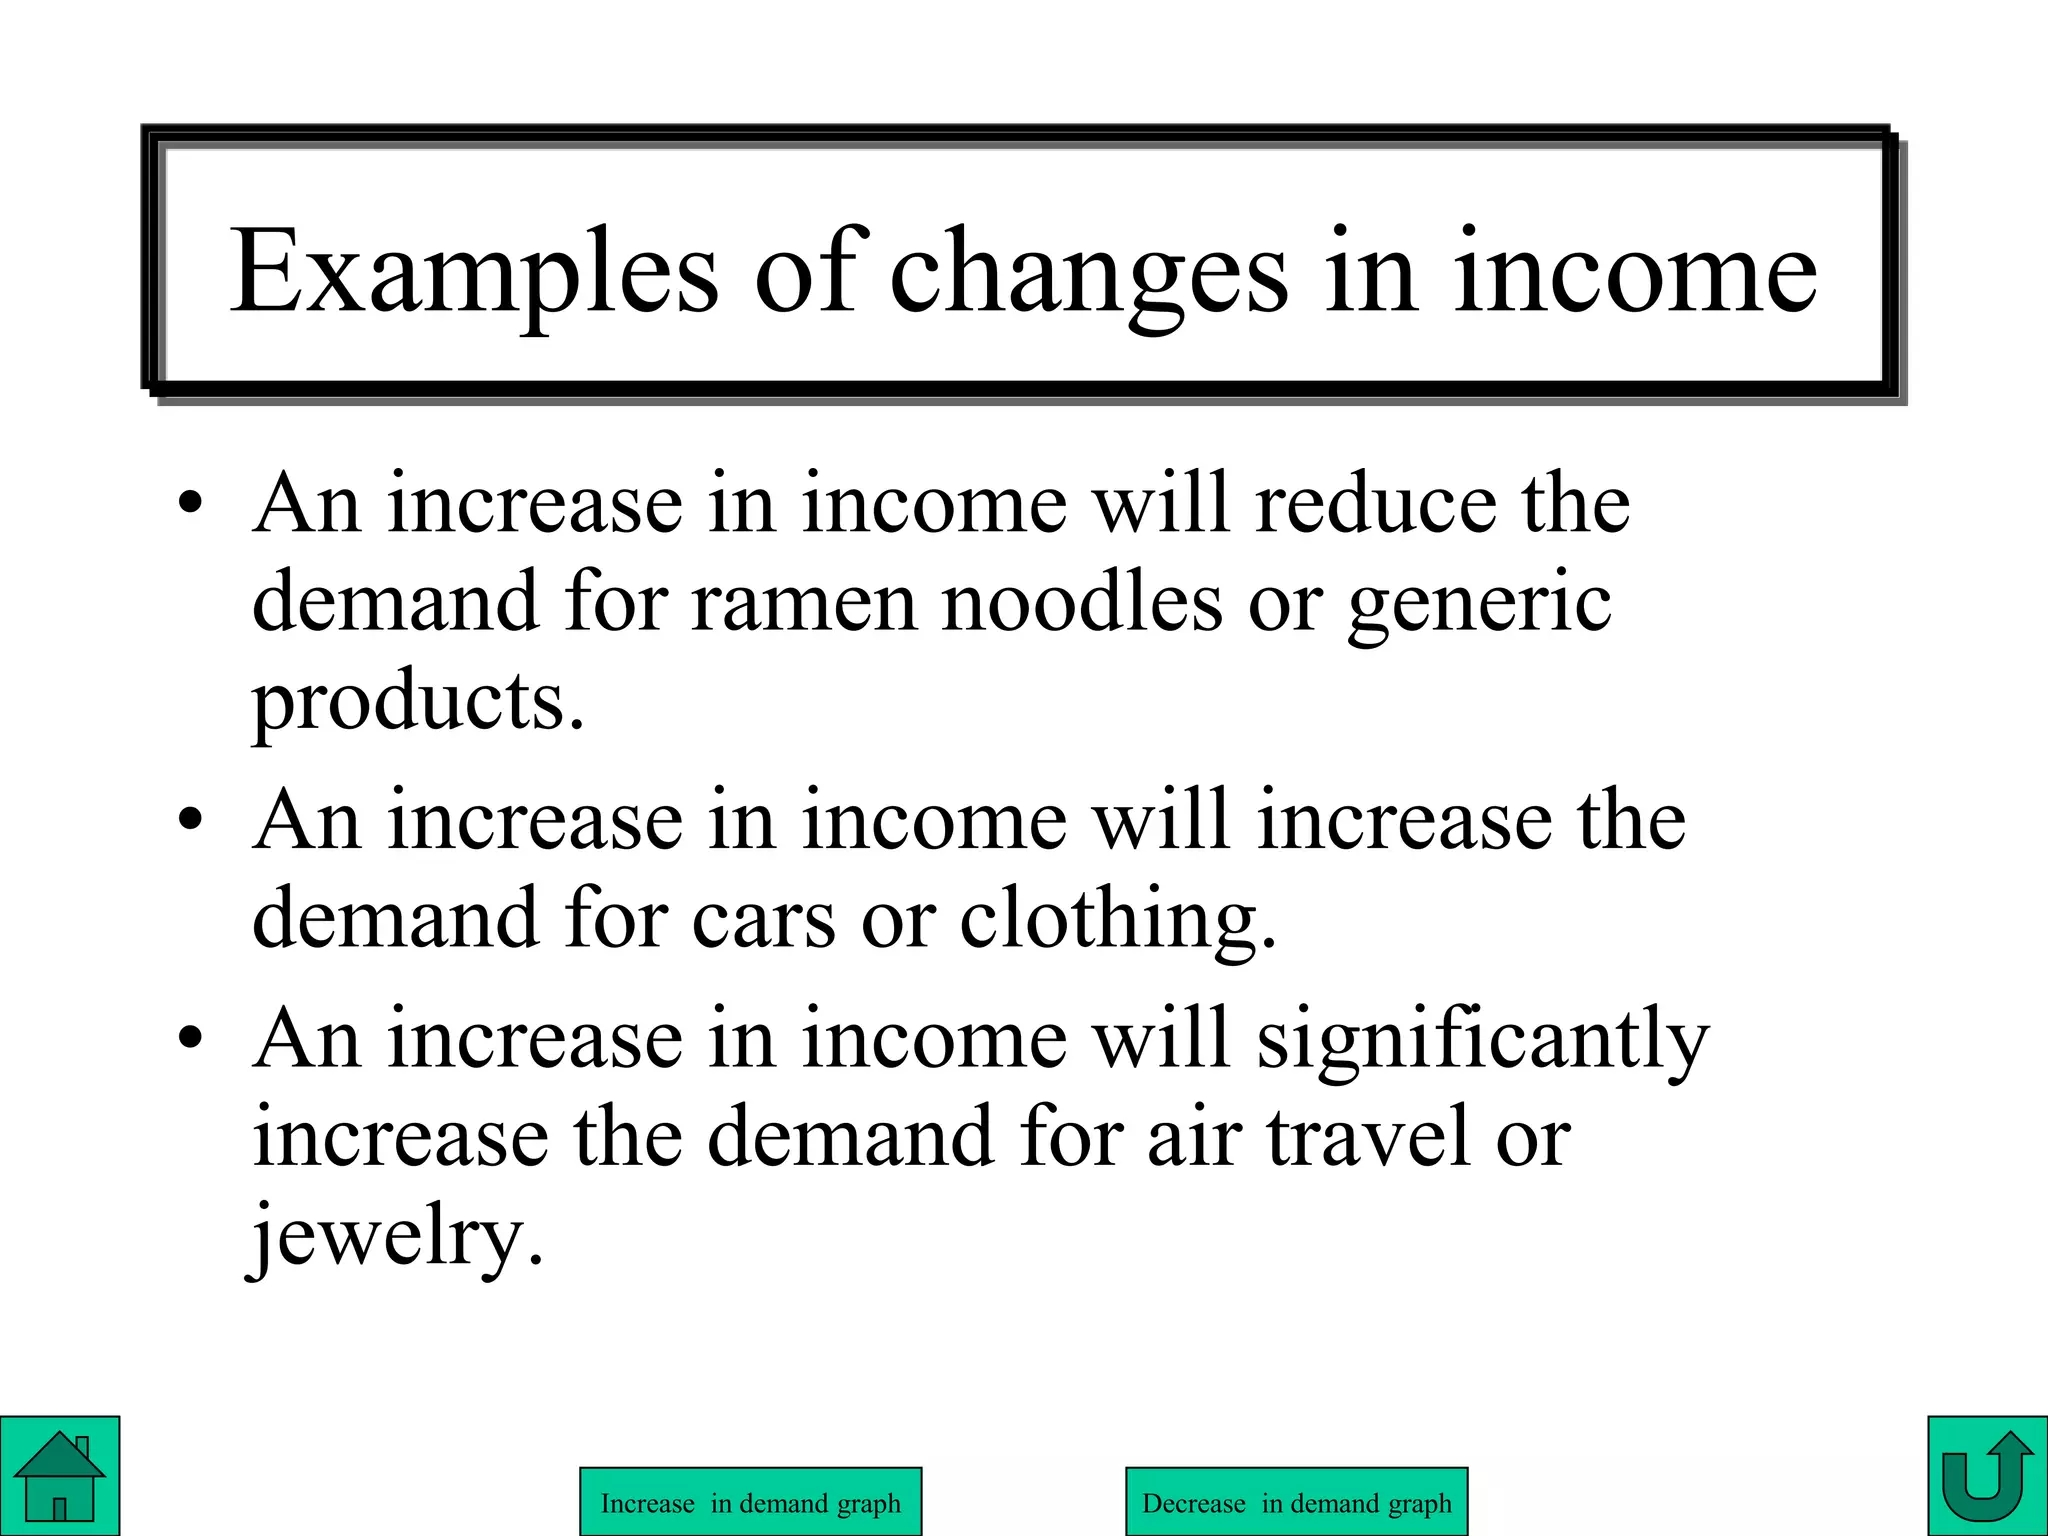 Examples of changes in income
• An increase in income will reduce the
demand for ramen noodles or generic
products.
• An increase in income will increase the
demand for cars or clothing.
• An increase in income will significantly
increase the demand for air travel or
jewelry.
Increase  in demand graph
Decrease  in demand graph